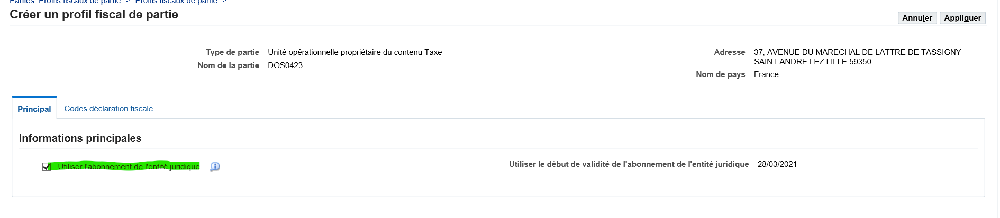 Parties: Profils fiscaux de partie > Profils fiscaux de partie >
Créer un profil fiscal de partie
Annuler Appliquer
Type de partie Unité opérationnelle propriétaire du contenu Taxe
Nom de la partie DOS0423
Adresse 37, AVENUE DU MARECHAL DE LATTRE DE TASSIGNY
SAINT ANDRE LEZ LILLE 59350
Nom de pays France
Principal Codes déclaration fiscale
Informations principales
Utiliser l'abonnement de l'entité juridique
Utiliser le début de validité de l'abonnement de l'entité juridique 28/03/2021